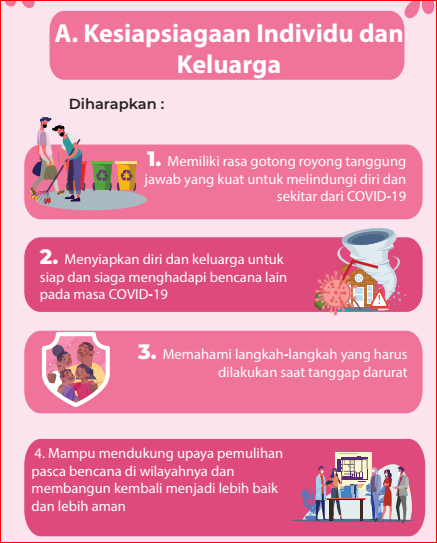 A. Kesiapsiagaan Individu dan
Keluarga
Diharapkan :
1. Memiliki rasa gotong royong tanggung
jawab yang kuat untuk melindungi diri dan
sekitar dari COVID-19
2. Menyiapkan diri dan keluarga untuk
siap dan siaga menghadapi bencana lain
pada masa COVID-19
3. Memahami langkah-langkah yang harus
dilakukan saat tanggap darurat
4. Mampu mendukung upaya pemulihan
pasca bencana di wilayahnya dan
membangun kembali menjadi lebih baik
dan lebih aman